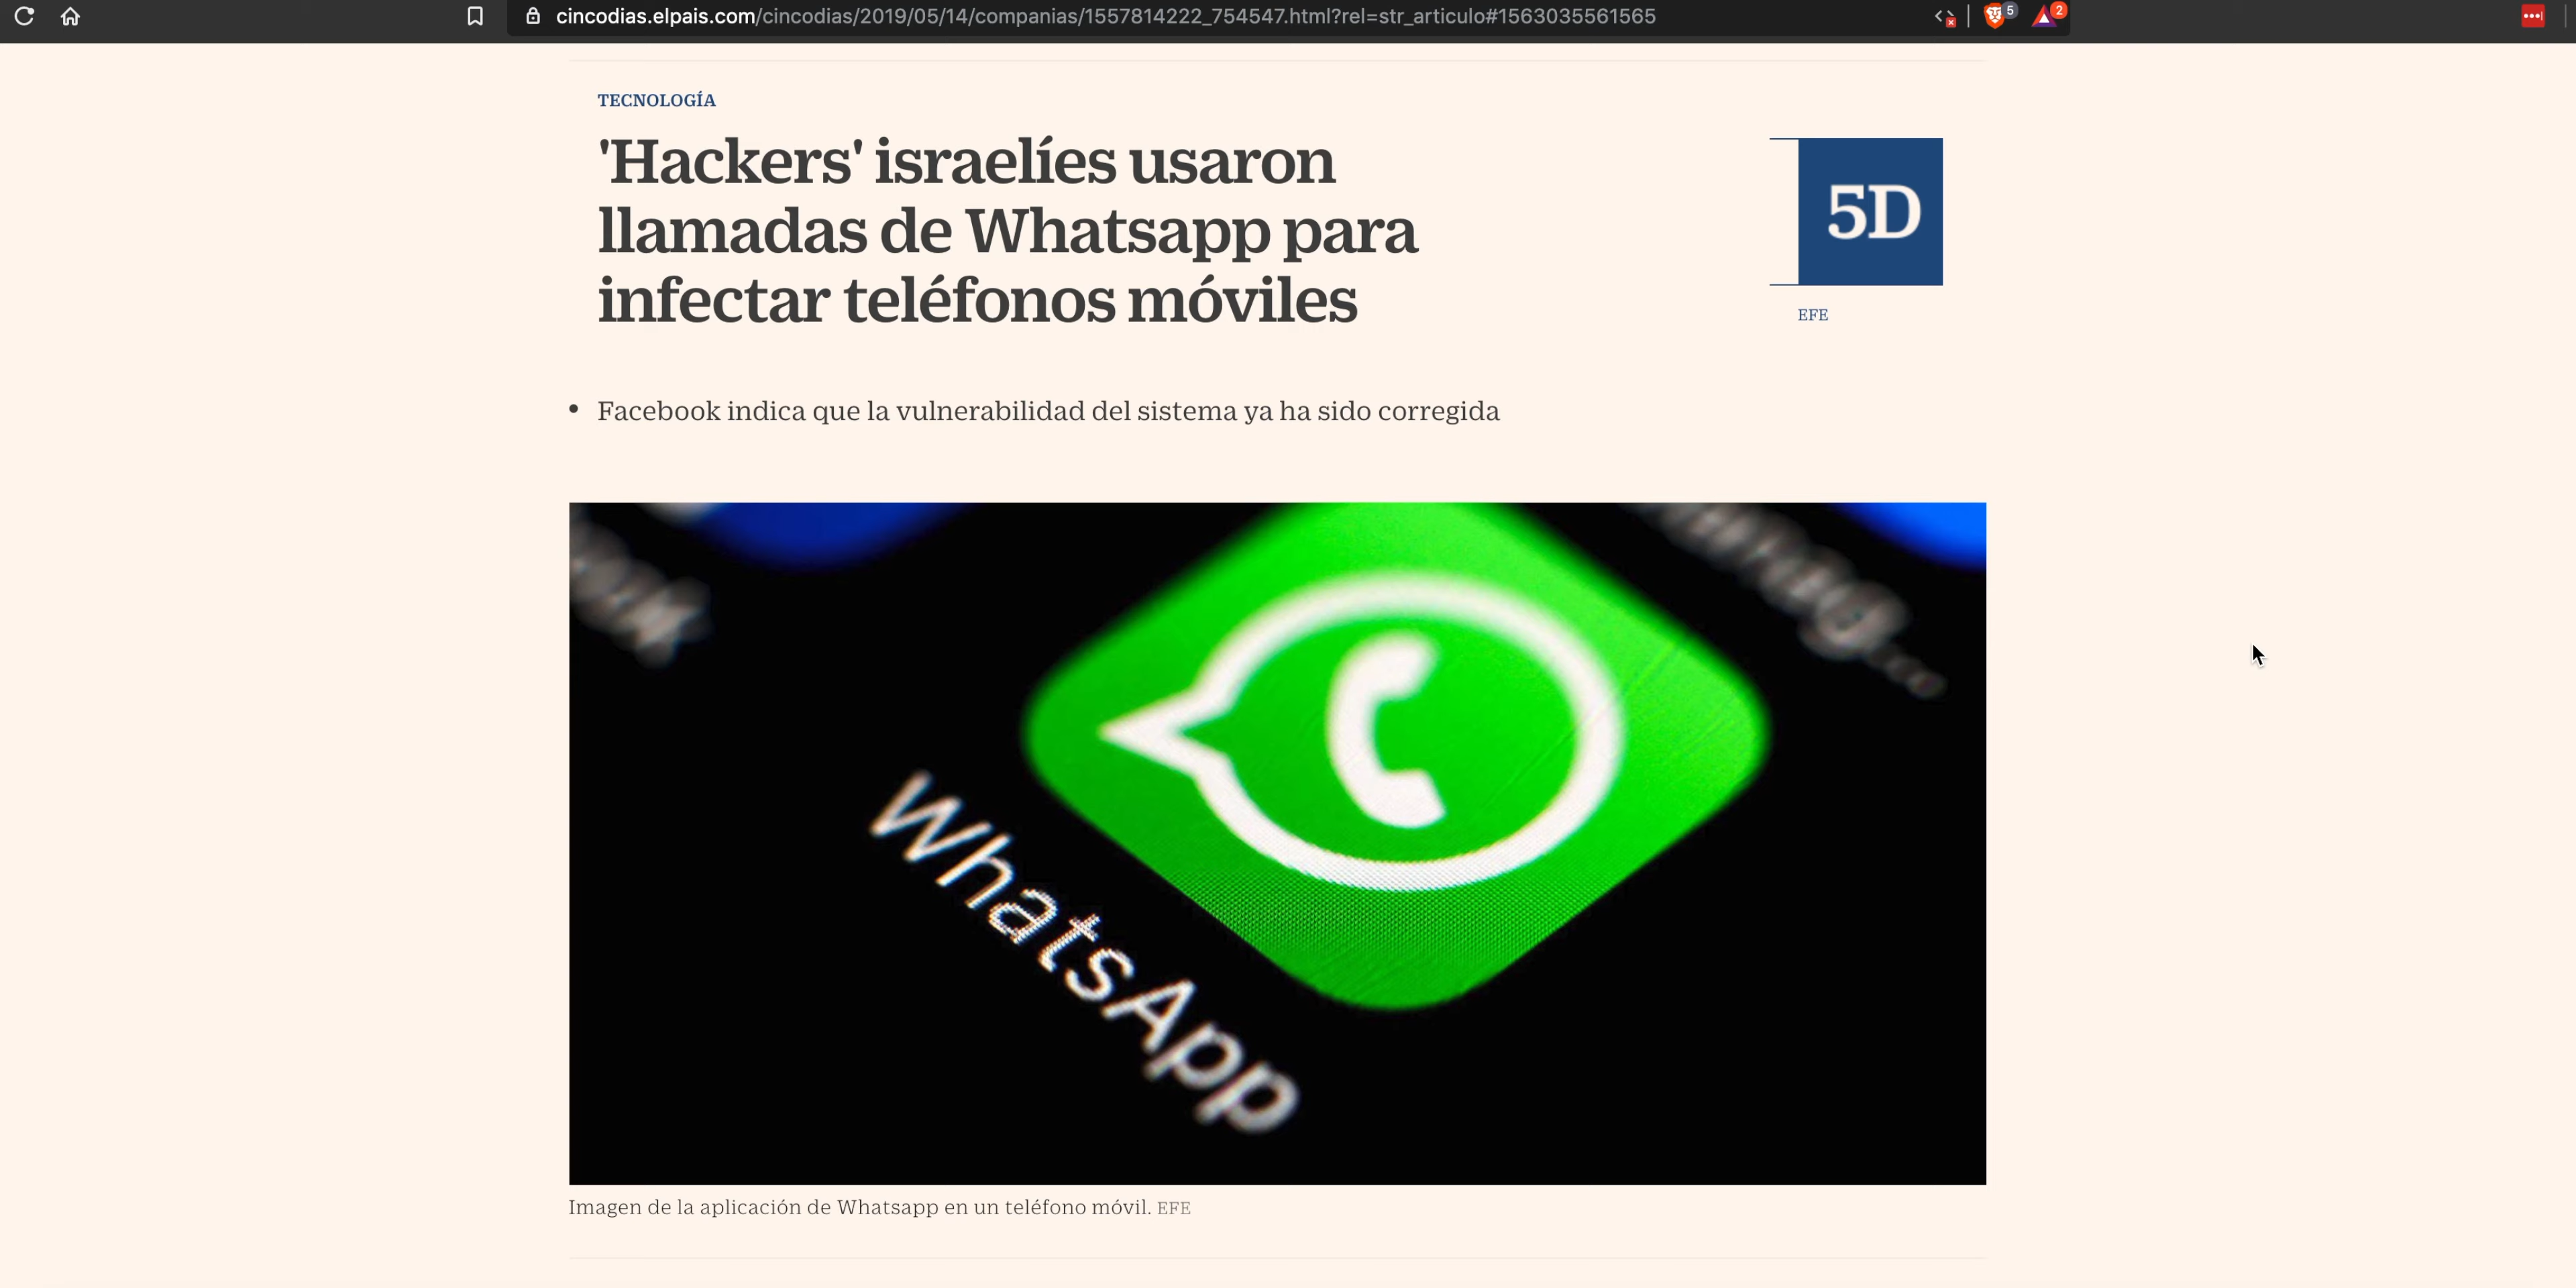 cincodias.elpais.com/cincodias/2019/05/14/companias/1557814222_754547.html?rel=str_articulo#1563035561565
5
2
TECNOLOGÍA
'Hackers' israelíes usaron
llamadas de Whatsapp para
infectar teléfonos móviles
5D
EFE
• Facebook indica que la vulnerabilidad del sistema ya ha sido corregida
WhatsApp
Imagen de la aplicación de Whatsapp en un teléfono móvil. EFE